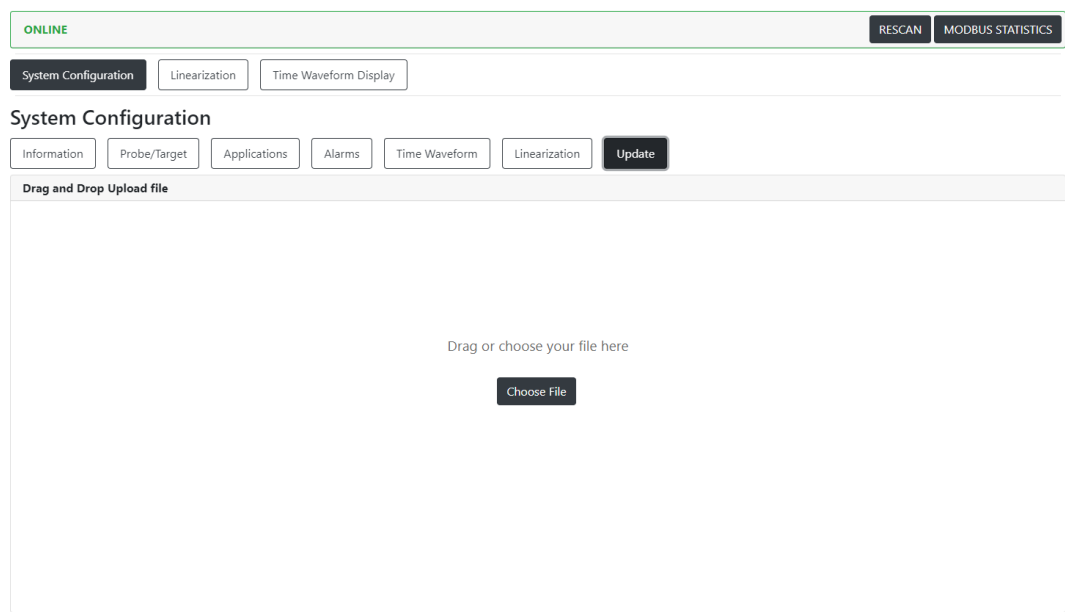 ONLINE RESCAN MODBUS STATISTICS
System Configuration Linearization Time Waveform Display
System Configuration
Information Probe/Target Applications Alarms Time Waveform Linearization Update
Drag and Drop Upload file
Drag or choose your file here
Choose File